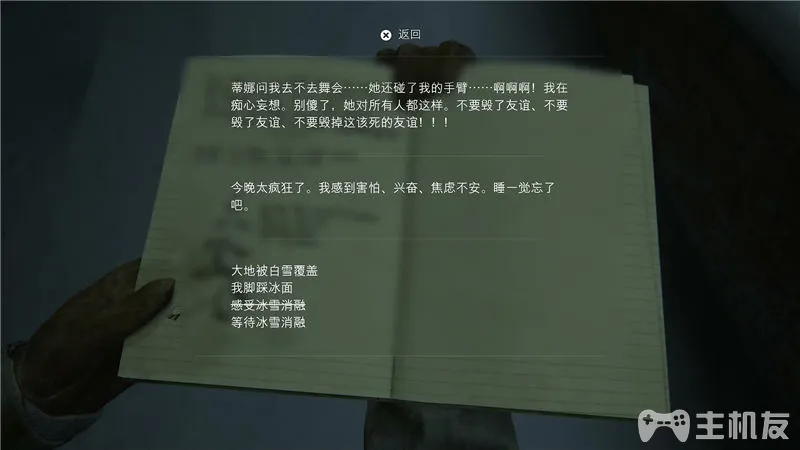 返回
蒂娜问我去不去舞会……她还碰了我的手臂……啊啊啊！我在
痴心妄想。别傻了，她对所有人都这样。不要毁了友谊、不要
毁了友谊、不要毁掉这该死的友谊！！！
今晚太疯狂了。我感到害怕、兴奋、焦虑不安。睡一觉忘了
吧。
大地被白雪覆盖
我脚踩冰面
感受冰雪消融
等待冰雪消融
主机友